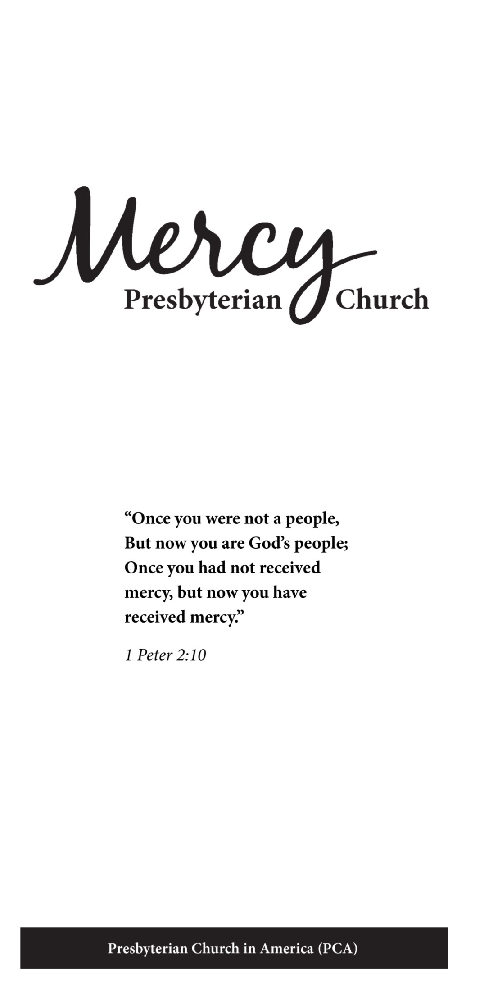 Mercy
Presbyterian Church
“Once you were not a people,
But now you are God’s people;
Once you had not received
mercy, but now you have
received mercy.”
1 Peter 2:10
Presbyterian Church in America (PCA)